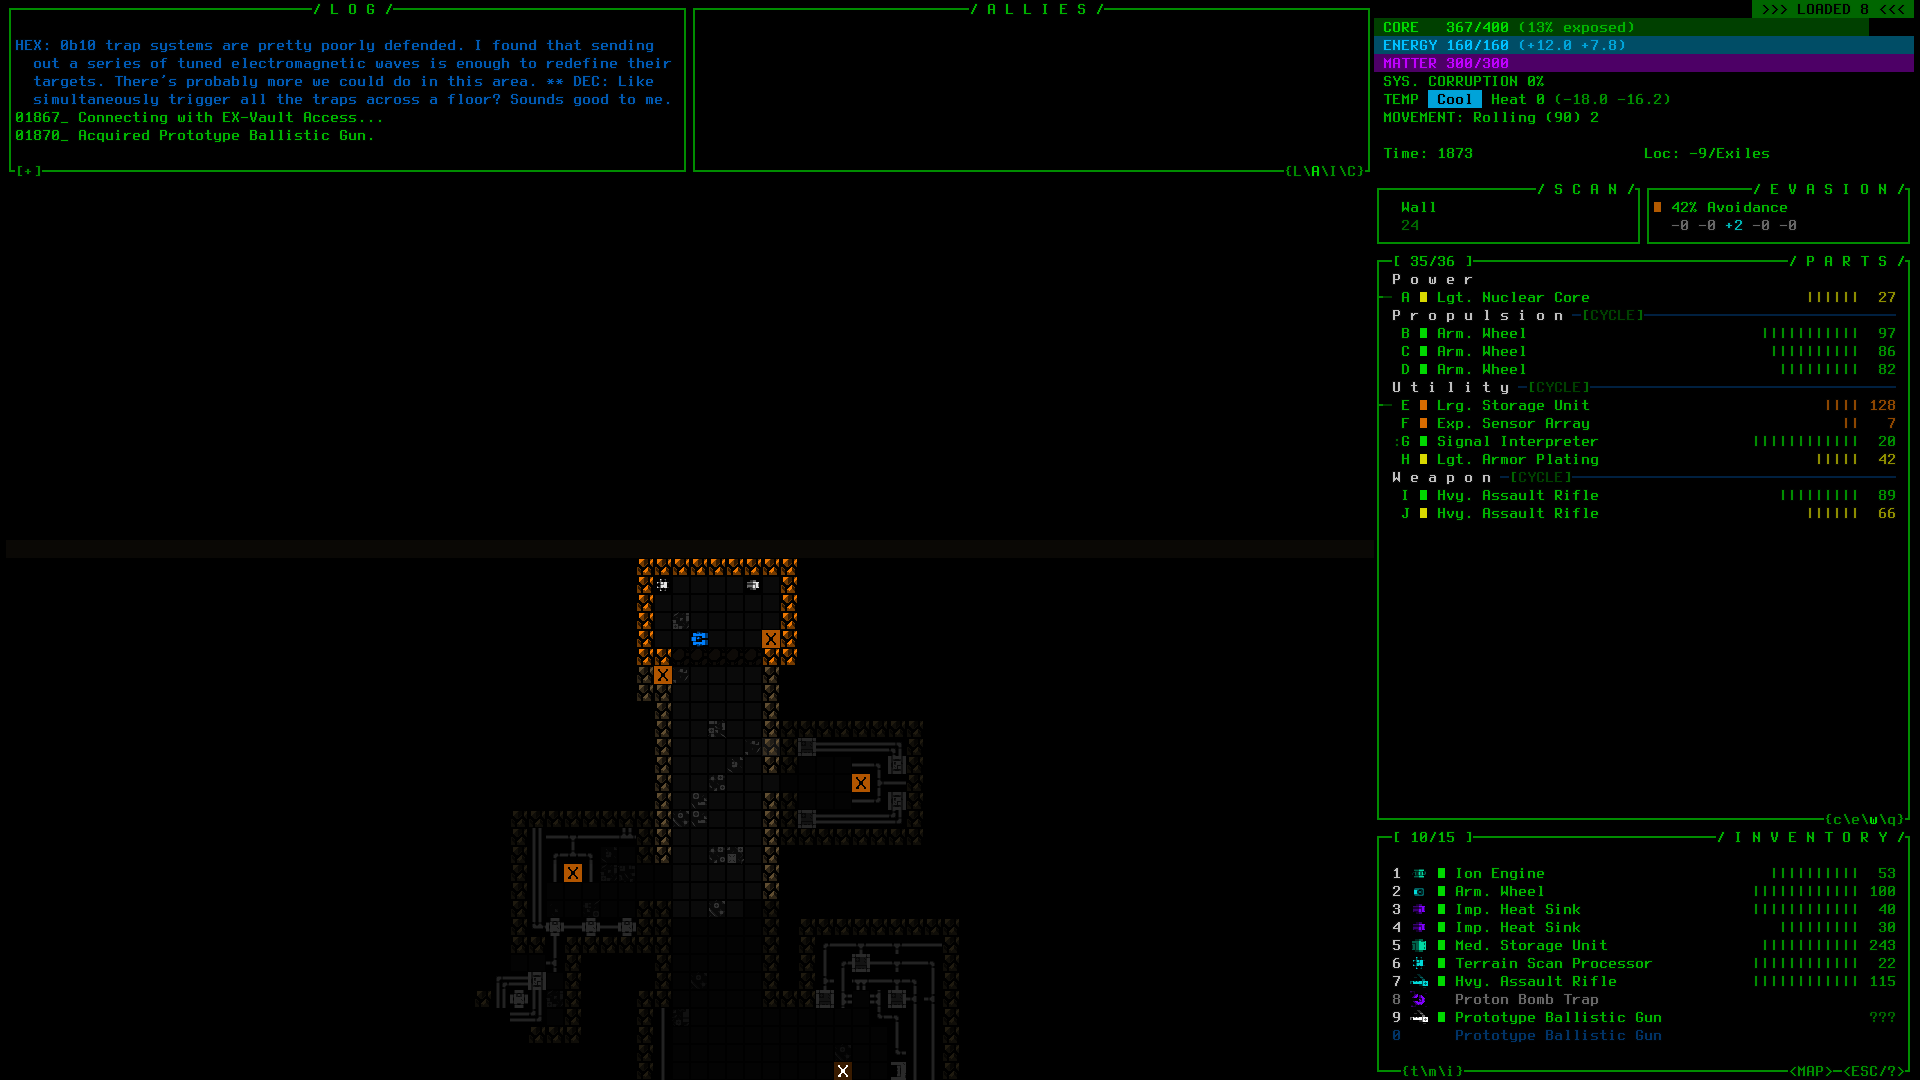 / L O G /
/ A L L I E S /
>>> LOADED 8 <<<
HEX: 0b10 trap systems are pretty poorly defended. I found that sending
out a series of tuned electromagnetic waves is enough to redefine their
targets. There's probably more we could do in this area. ** DEC: Like
simultaneously trigger all the traps across a floor? Sounds good to me.
01867_ Connecting with EX-Vault Access...
01870_ Acquired Prototype Ballistic Gun.
[+]
{L\A\I\C}
CORE 367/400 (13% exposed)
ENERGY 160/160 (+12.0 +7.8)
MATTER 300/300
SYS. CORRUPTION 0%
TEMP Cool Heat 0 (-18.0 -16.2)
MOVEMENT: Rolling (90) 2
Time: 1873 Loc: -9/Exiles
/ S C A N /
Wall
24
/ E V A S I O N /
42% Avoidance
-0 -0 +2 -0 -0
[ 35/36 ] / P A R T S /
P o w e r
A Lgt. Nuclear Core 27
P r o p u l s i o n [CYCLE]
B Arm. Wheel 97
C Arm. Wheel 86
D Arm. Wheel 82
U t i l i t y [CYCLE]
E Lrg. Storage Unit 128
F Exp. Sensor Array 7
:G Signal Interpreter 20
H Lgt. Armor Plating 42
W e a p o n [CYCLE]
I Hvy. Assault Rifle 89
J Hvy. Assault Rifle 66
{c\e\w\q}
[ 10/15 ] / I N V E N T O R Y /
1 Ion Engine 53
2 Arm. Wheel 100
3 Imp. Heat Sink 40
4 Imp. Heat Sink 30
5 Med. Storage Unit 243
6 Terrain Scan Processor 22
7 Hvy. Assault Rifle 115
8 Proton Bomb Trap
9 Prototype Ballistic Gun ???
0 Prototype Ballistic Gun
{t\m\i}
<MAP> <ESC/?>
X
X
X
X
X